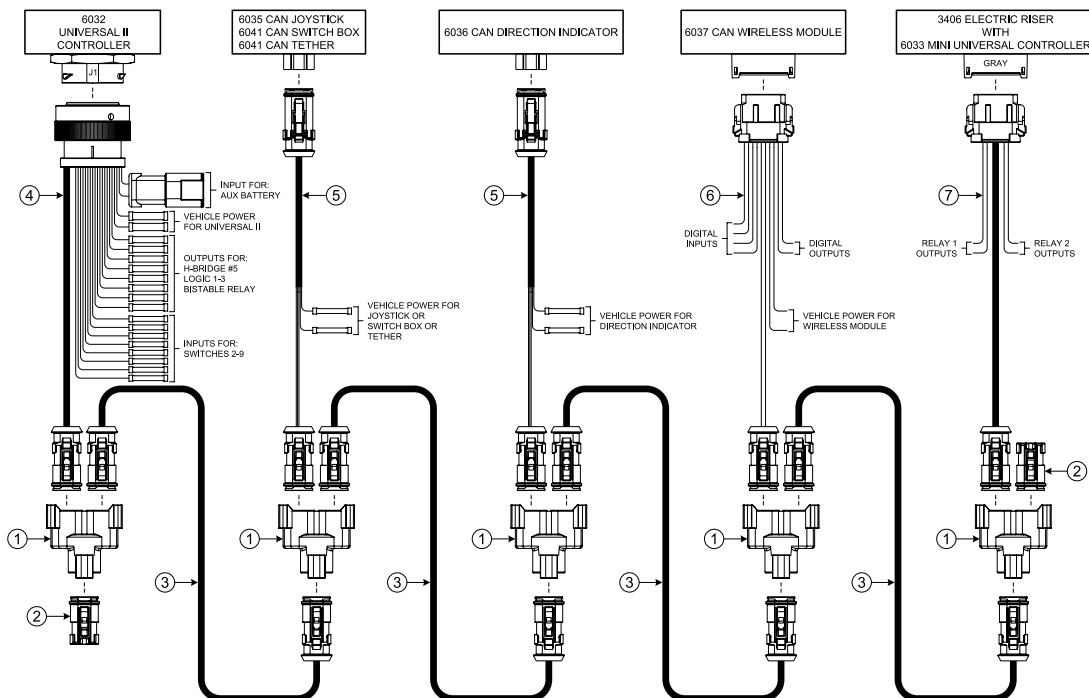 6032
UNIVERSAL II
CONTROLLER
6035 CAN JOYSTICK
6041 CAN SWITCH BOX
6041 CAN TETHER
6036 CAN DIRECTION INDICATOR
6037 CAN WIRELESS MODULE
3406 ELECTRIC RISER
WITH
6033 MINI UNIVERSAL CONTROLLER
J1
GRAY
4
INPUT FOR:
AUX BATTERY
VEHICLE POWER
FOR UNIVERSAL II
OUTPUTS FOR:
H-BRIDGE #5
LOGIC 1-3
BISTABLE RELAY
INPUTS FOR:
SWITCHES 2-9
5
VEHICLE POWER FOR
JOYSTICK OR
SWITCH BOX OR
TETHER
5
VEHICLE POWER FOR
DIRECTION INDICATOR
6
DIGITAL
INPUTS
DIGITAL
OUTPUTS
VEHICLE POWER FOR
WIRELESS MODULE
7
RELAY 1
OUTPUTS
RELAY 2
OUTPUTS
2
1
1
1
1
1
3
3
3
3
2